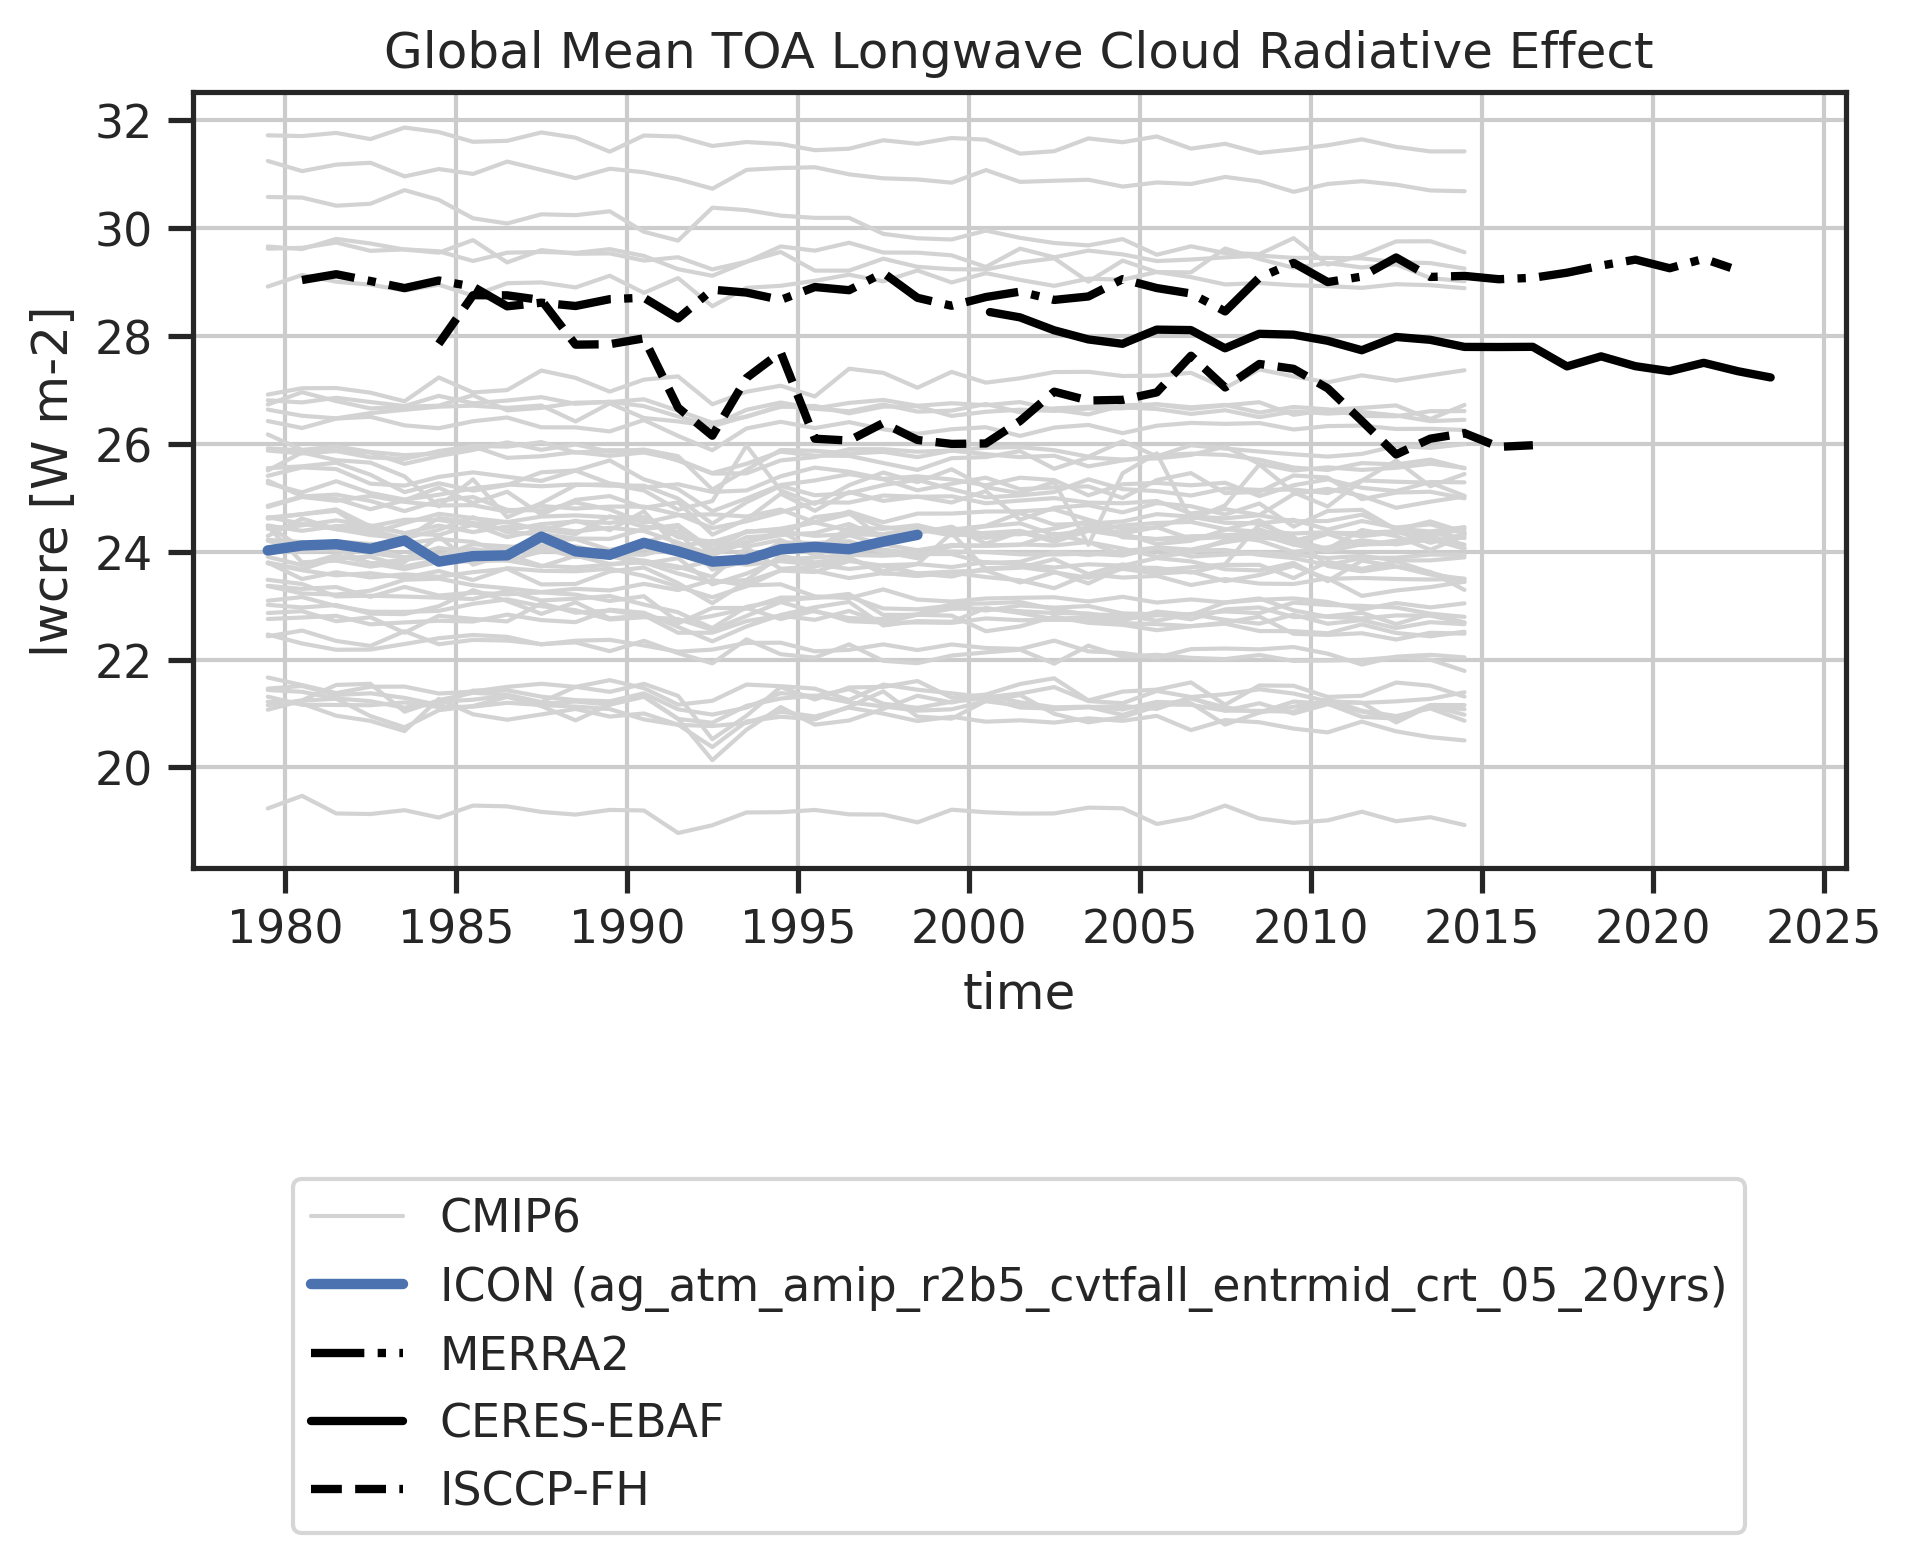 Global Mean TOA Longwave Cloud Radiative Effect
lwcre [W m-2]
32
30
28
26
24
22
20
1980 1985 1990 1995 2000 2005 2010 2015 2020 2025
time
CMIP6
ICON (ag_atm_amip_r2b5_cvtfall_entrmid_crt_05_20yrs)
MERRA2
CERES-EBAF
ISCCP-FH